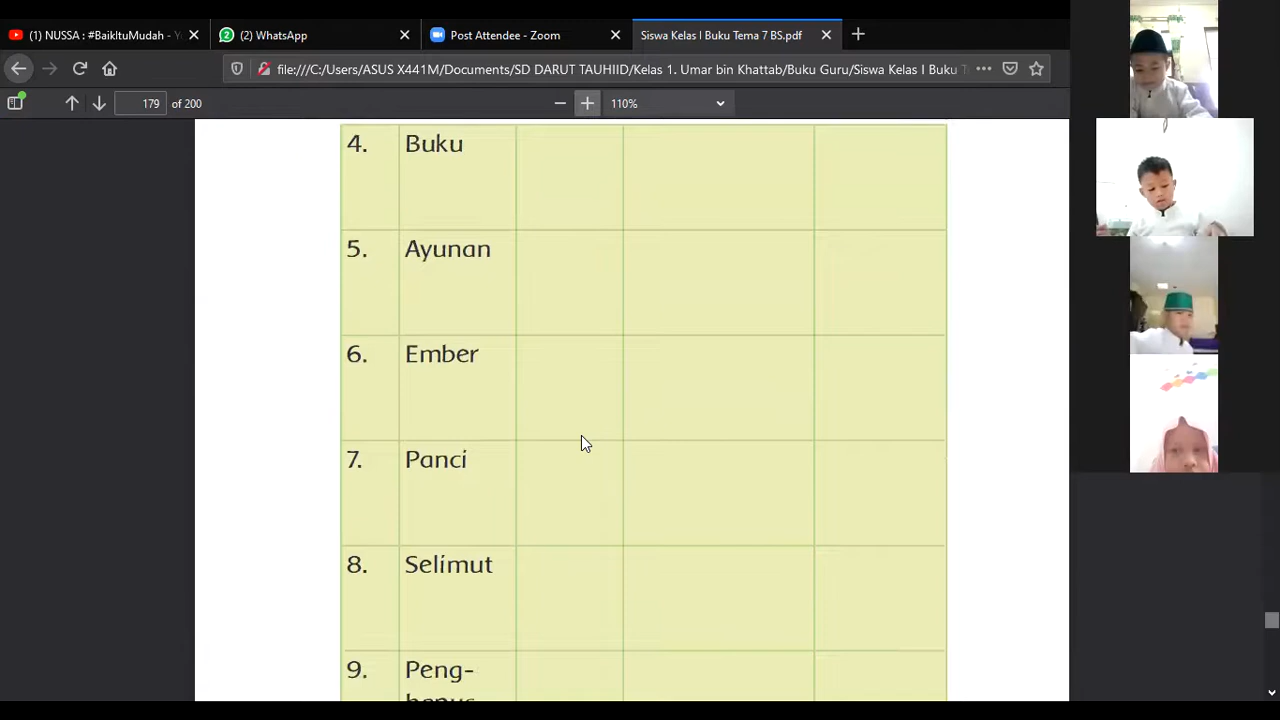 (1) NUSSA : #BaikItuMudah - Y
(2) WhatsApp
Post Attendee - Zoom
Siswa Kelas I Buku Tema 7 BS.pdf
file:///C:/Users/ASUS X441M/Documents/SD DARUT TAUHIID/Kelas 1. Umar bin Khattab/Buku Guru/Siswa Kelas I Buku T
179 of 200
110%
4. Buku
5. Ayunan
6. Ember
7. Panci
8. Selimut
9. Peng-
hapus